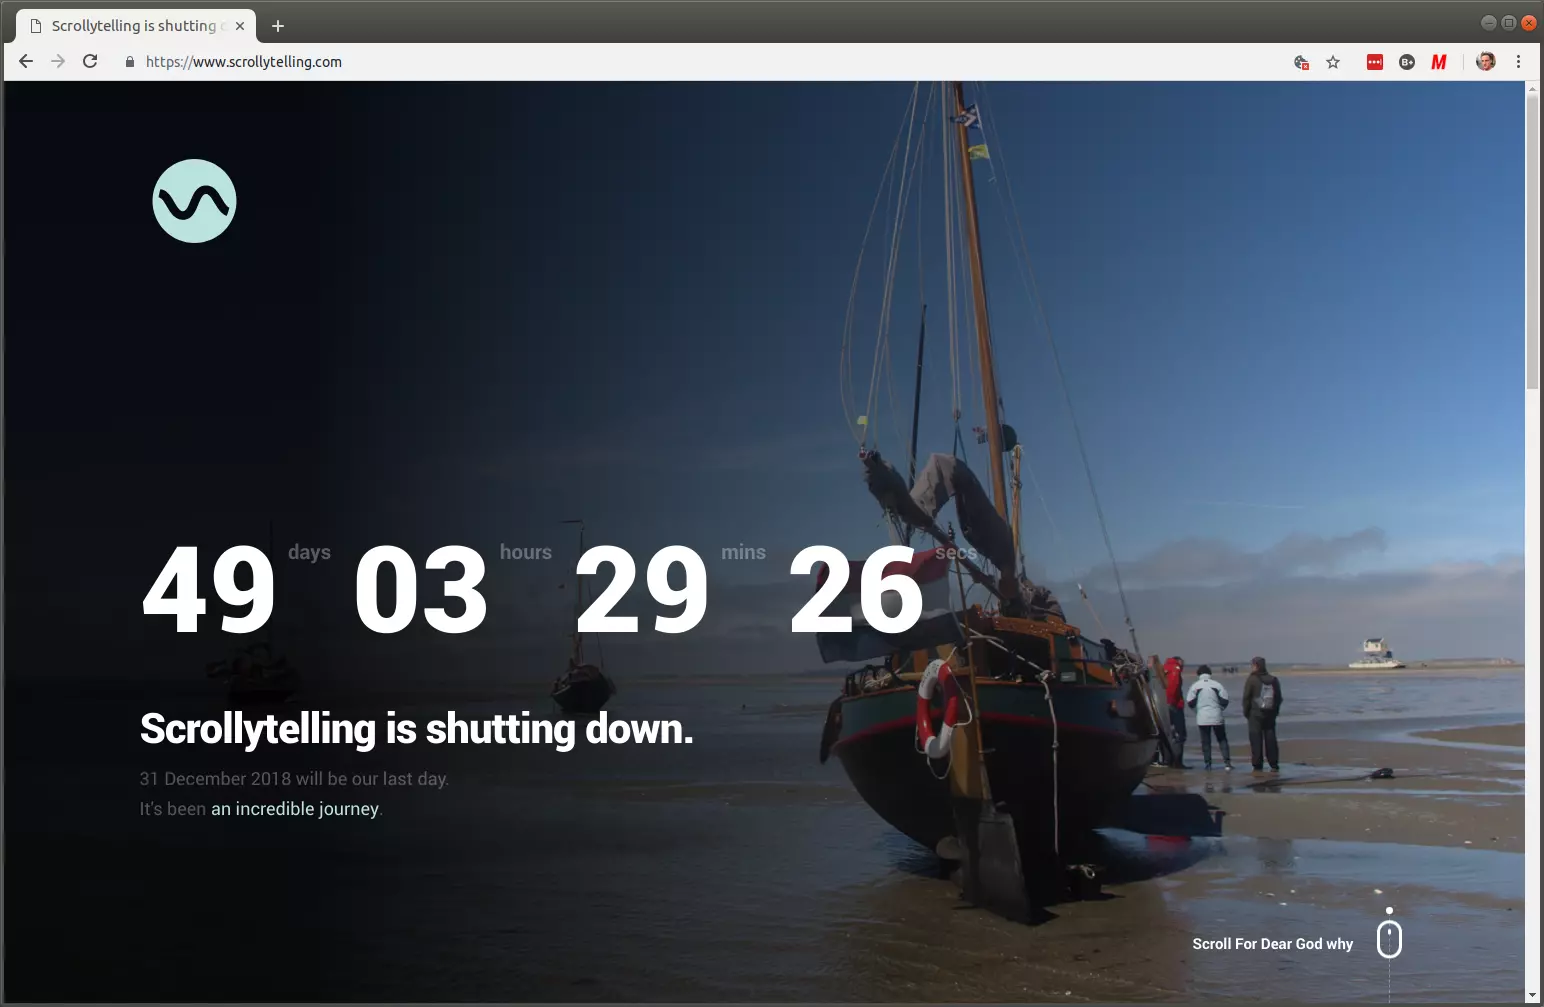 Scrollytelling is shutting
https://www.scrollytelling.com
B+
M
49 days 03 hours 29 mins 26 secs
Scrollytelling is shutting down.
31 December 2018 will be our last day.
It's been an incredible journey.
Scroll For Dear God why